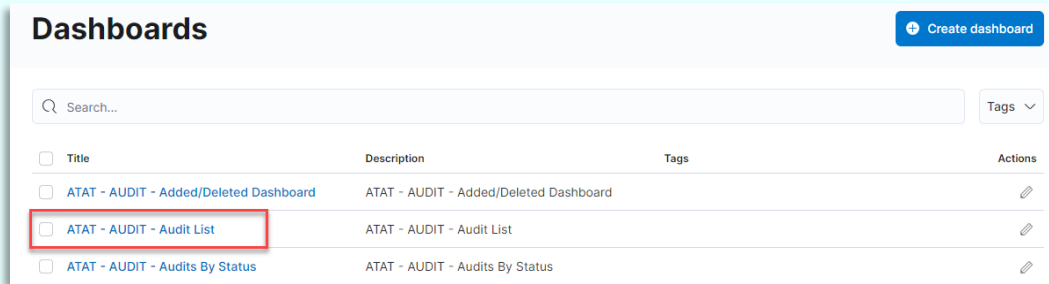 Dashboards
Create dashboard
Search...
Tags
Title Description Tags Actions
ATAT - AUDIT - Added/Deleted Dashboard ATAT - AUDIT - Added/Deleted Dashboard
ATAT - AUDIT - Audit List ATAT - AUDIT - Audit List
ATAT - AUDIT - Audits By Status ATAT - AUDIT - Audits By Status